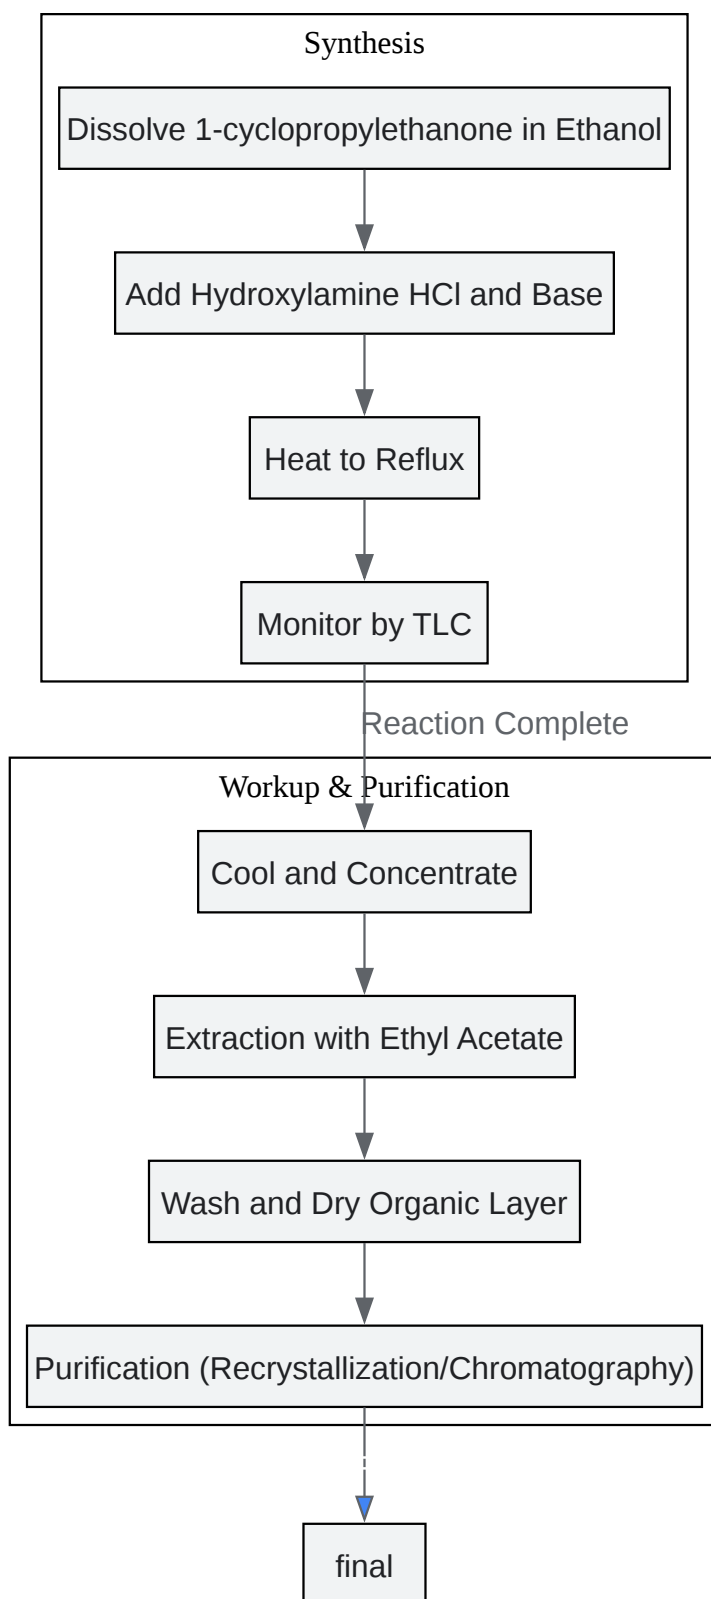 Synthesis
Dissolve 1-cyclopropylethanone in Ethanol
Add Hydroxylamine HCl and Base
Heat to Reflux
Monitor by TLC
Reaction Complete
Workup & Purification
Cool and Concentrate
Extraction with Ethyl Acetate
Wash and Dry Organic Layer
Purification (Recrystallization/Chromatography)
final